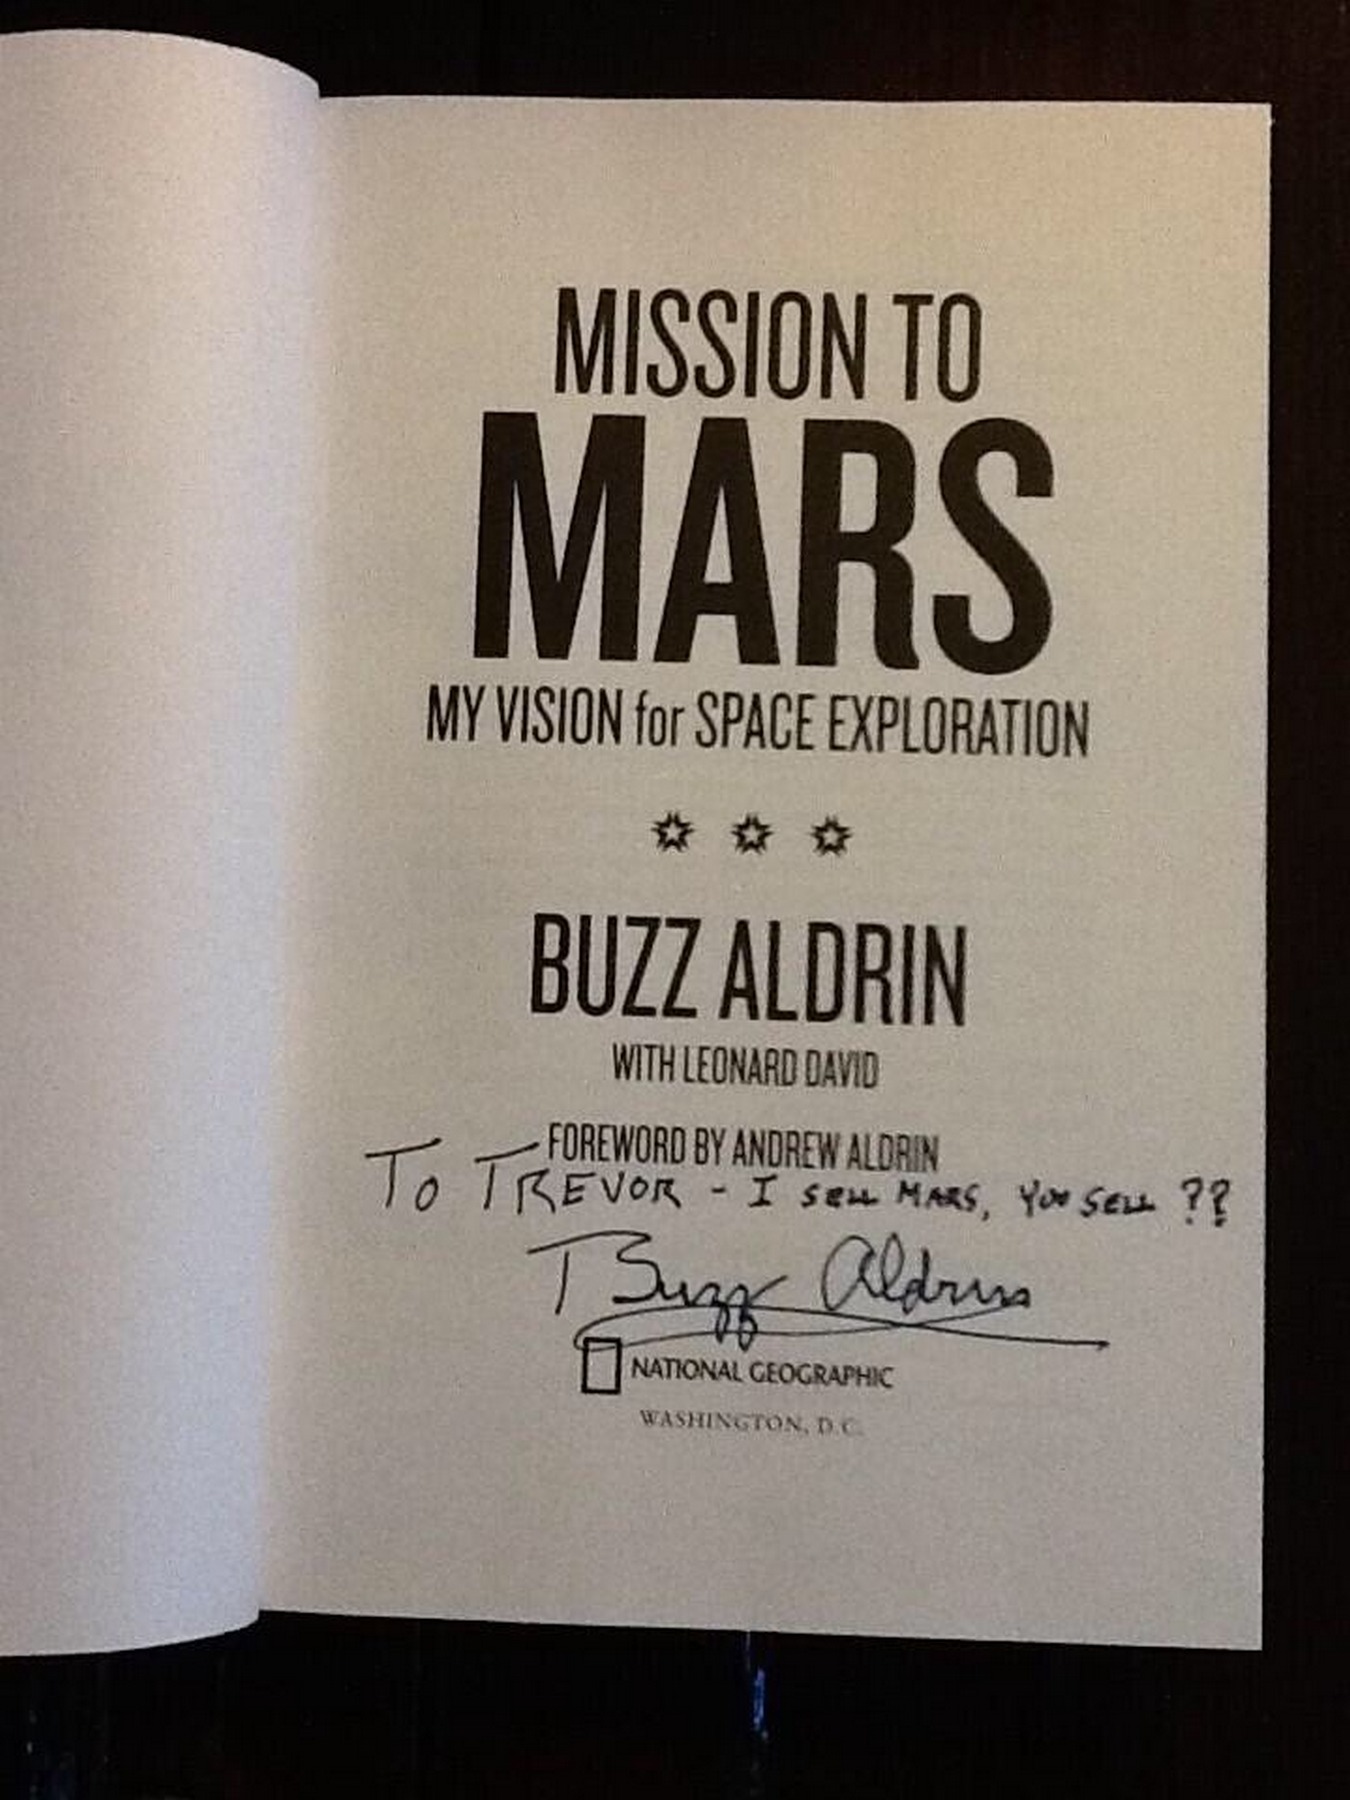 MISSION TO
MARS
MY VISION for SPACE EXPLORATION
BUZZ ALDRIN
WITH LEONARD DAVID
FOREWORD BY ANDREW ALDRIN
TO TREVOR - I SELL MARS, YOU SELL ??
Buzz Aldrin
NATIONAL GEOGRAPHIC
WASHINGTON, D.C.